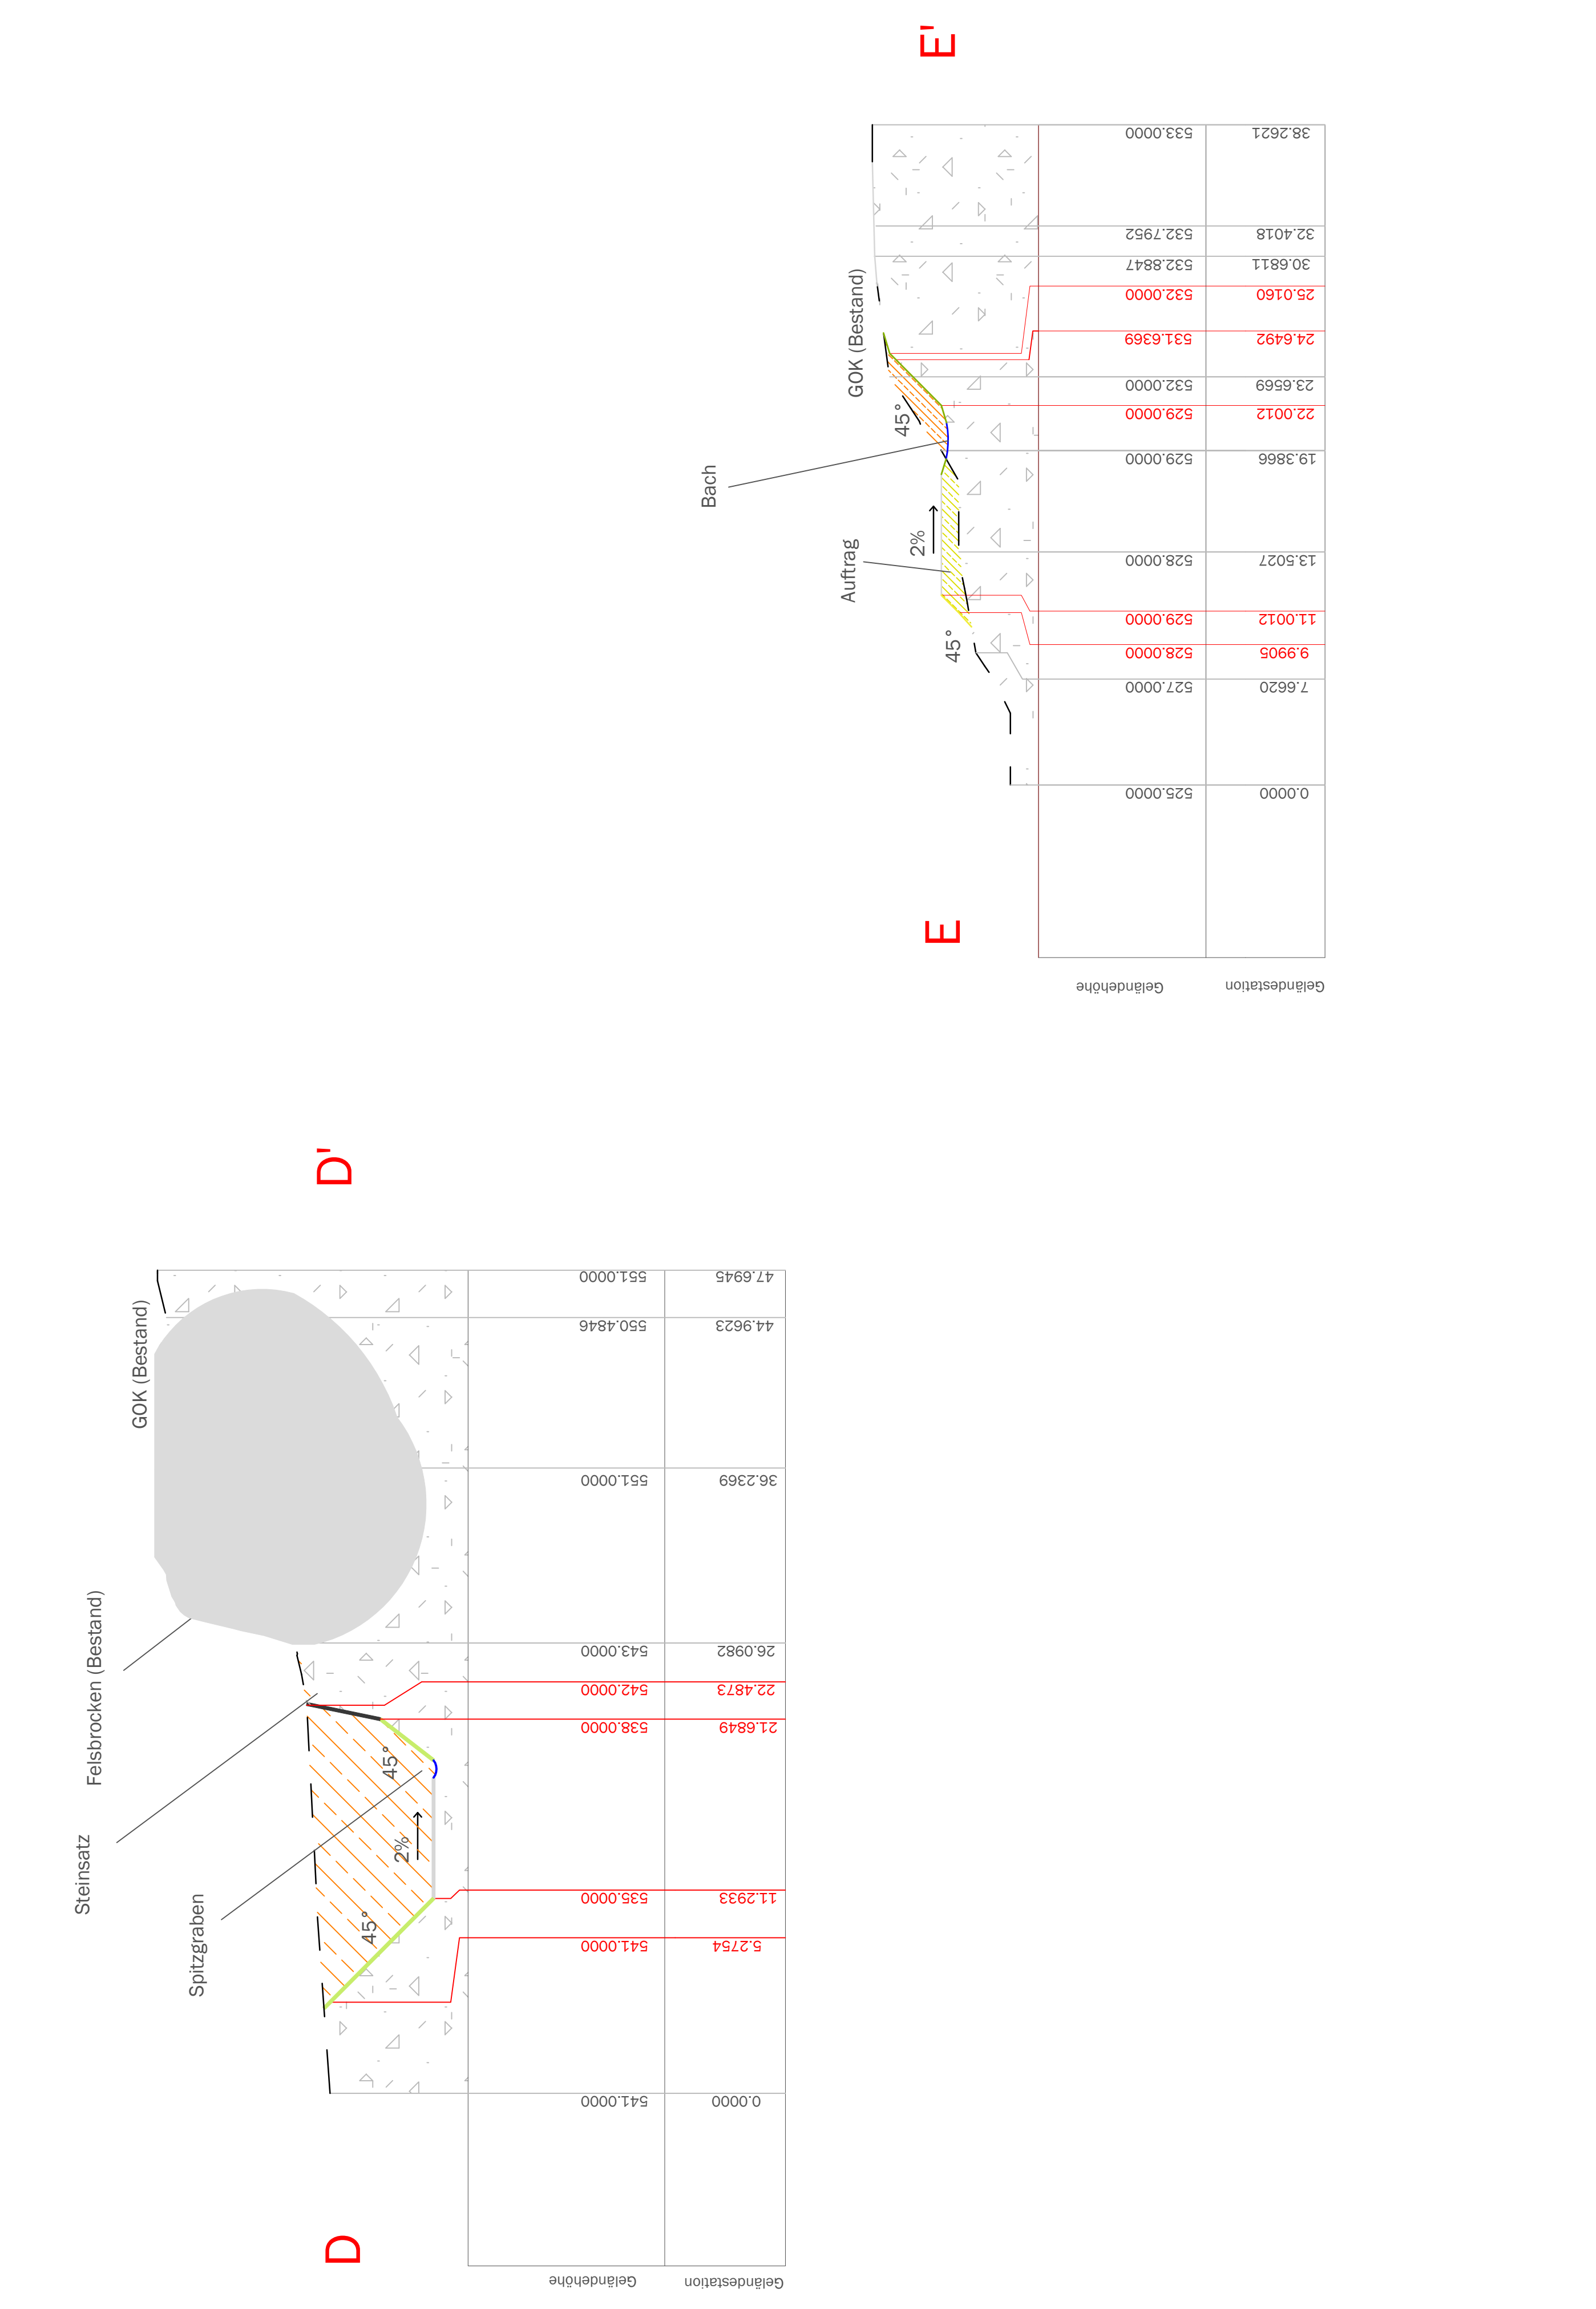 E'
533.0000 38.2621
532.7952 32.4018
532.8847 30.6811
532.0000 25.0160
531.6369 24.6492
532.0000 23.6569
529.0000 22.0012
529.0000 19.3866
528.0000 13.5027
529.0000 11.0012
528.0000 9.9905
527.0000 7.6620
525.0000 0.0000
GOK (Bestand)
45°
Bach
2%
Auftrag
45°
E
Geländehöhe Geländestation
D'
551.0000 47.6945
550.4846 44.9623
551.0000 36.2369
543.0000 26.0982
542.0000 22.4873
538.0000 21.6849
535.0000 11.2933
541.0000 5.2754
541.0000 0.0000
GOK (Bestand)
Felsbrocken (Bestand)
Steinsatz
45°
2%
Spitzgraben
45°
D
Geländehöhe Geländestation